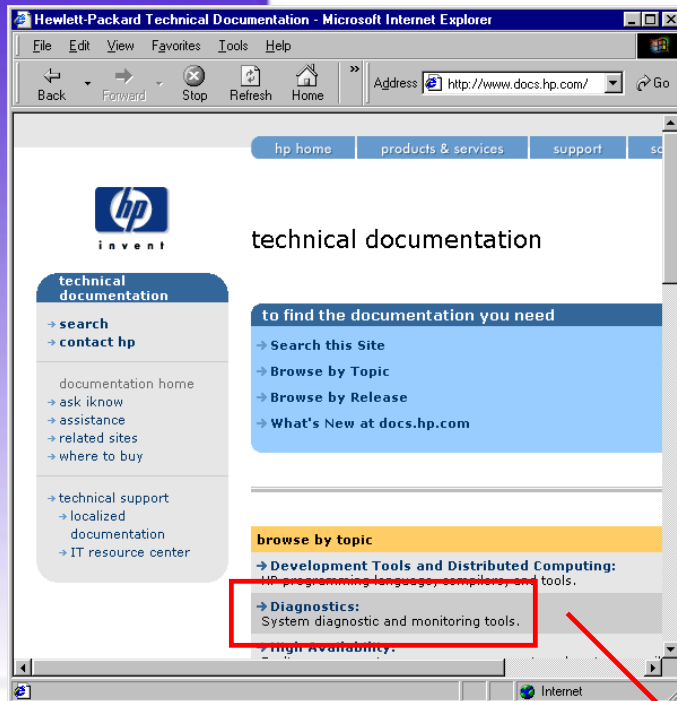 Hewlett-Packard Technical Documentation - Microsoft Internet Explorer
File Edit View Favorites Tools Help
Back Forward Stop Refresh Home » Address http://www.docs.hp.com/ Go
hp home products & services support
hp
invent
technical documentation
technical
documentation
search
contact hp
documentation home
ask iknow
assistance
related sites
where to buy
technical support
localized
documentation
IT resource center
to find the documentation you need
Search this Site
Browse by Topic
Browse by Release
What's New at docs.hp.com
browse by topic
Development Tools and Distributed Computing:
HP programming language, compilers, and tools.
Diagnostics:
System diagnostic and monitoring tools.
High Availability:
Internet